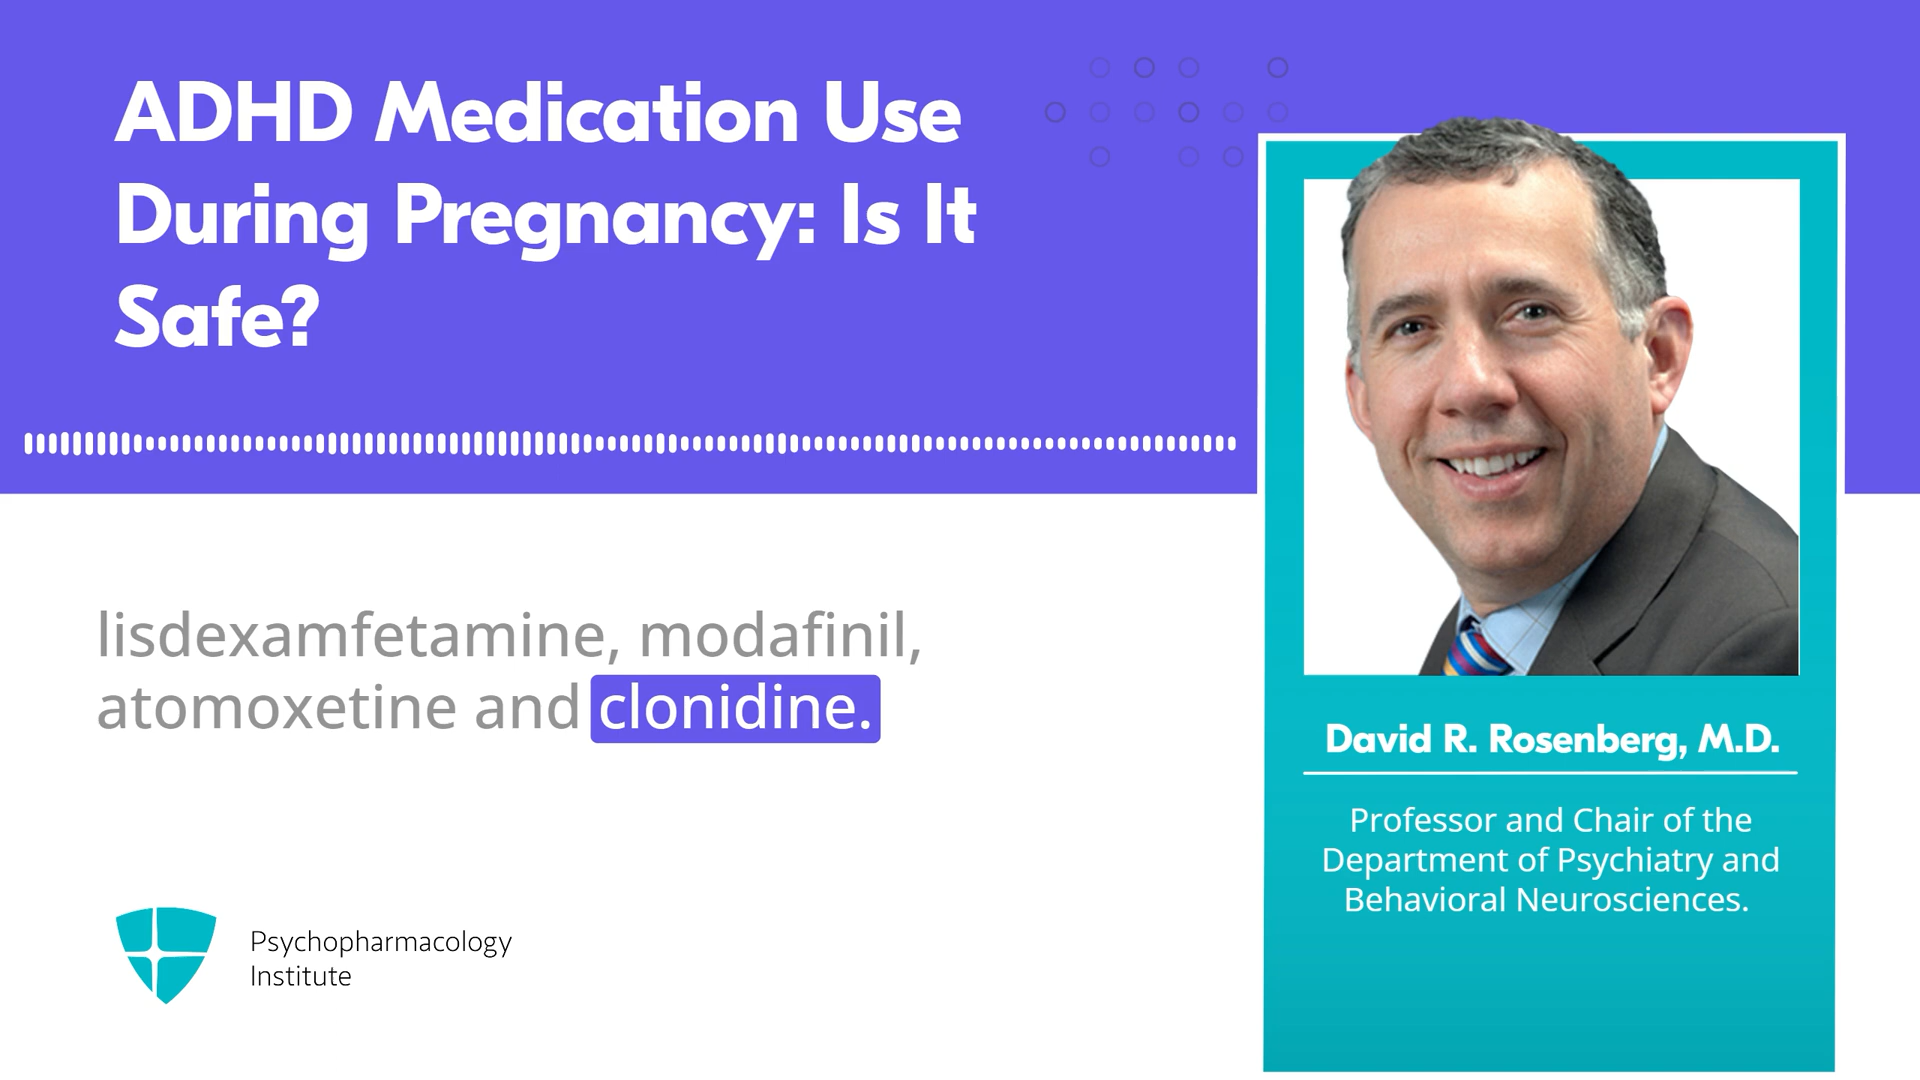 ADHD Medication Use
During Pregnancy: Is It
Safe?
lisdexamfetamine, modafinil,
atomoxetine and clonidine.
Psychopharmacology
Institute
David R. Rosenberg, M.D.
Professor and Chair of the
Department of Psychiatry and
Behavioral Neurosciences.